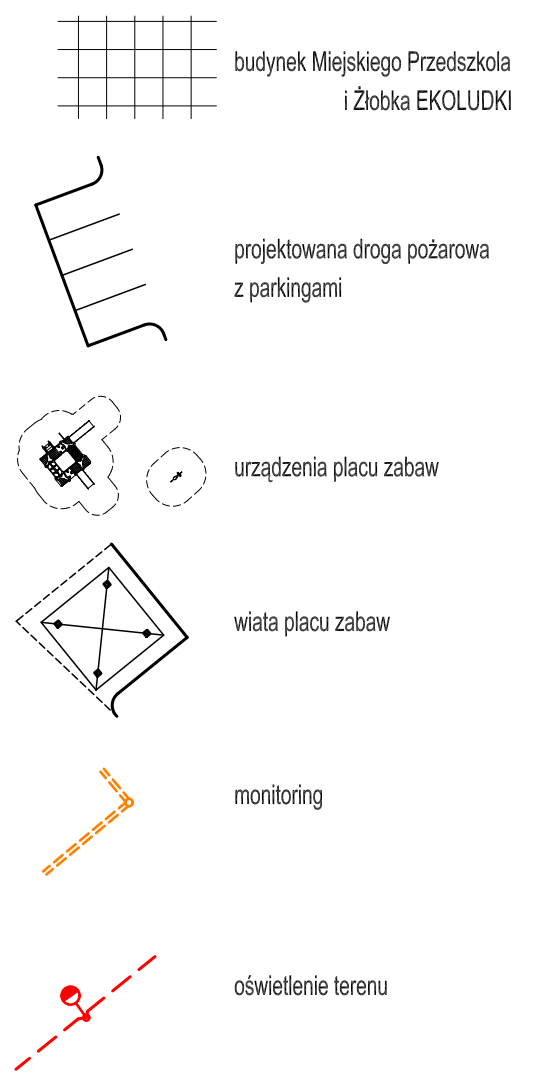 budynek Miejskiego Przedszkola
i Żłobka EKOLUDKI
projektowana droga pożarowa
z parkingami
urządzenia placu zabaw
wiata placu zabaw
monitoring
oświetlenie terenu